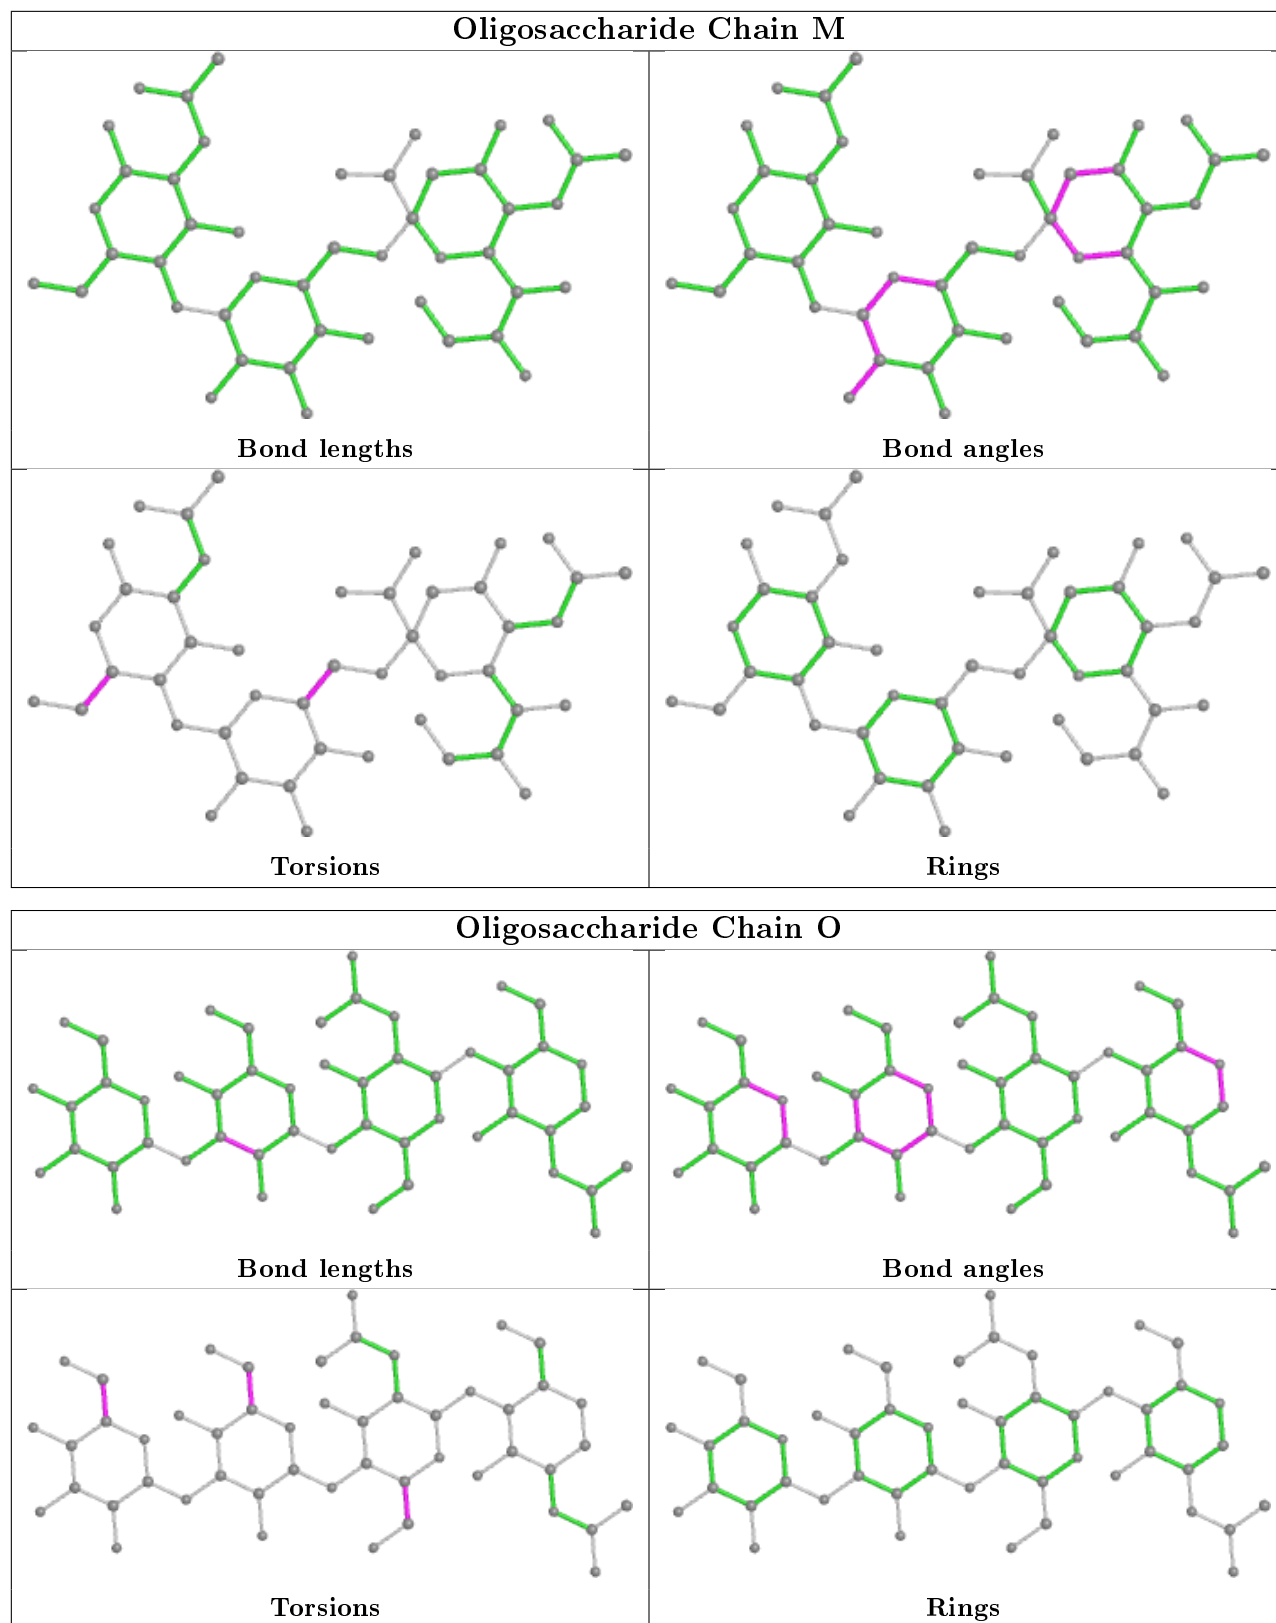 Oligosaccharide Chain M
Bond lengths
Bond angles
Torsions
Rings
Oligosaccharide Chain O
Bond lengths
Bond angles
Torsions
Rings